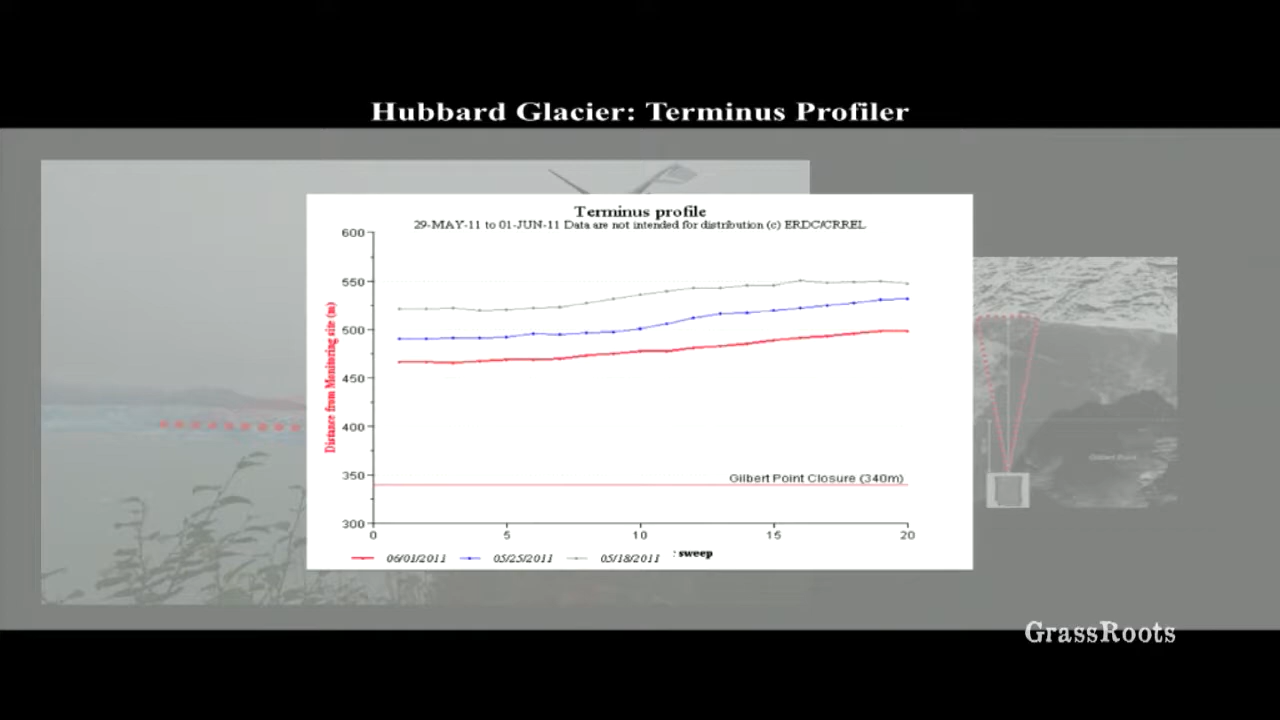 Hubbard Glacier: Terminus Profiler
Terminus profile
29-MAY-11 to 01-JUN-11 Data are not intended for distribution (c) ERDC/CRREL
600
550
500
450
400
350
300
Distance from Monitoring site (m)
Gilbert Point Closure (340m)
0 5 10 15 20
: sweep
06/01/2011 05/25/2011 05/18/2011
Gilbert Point
GrassRoots